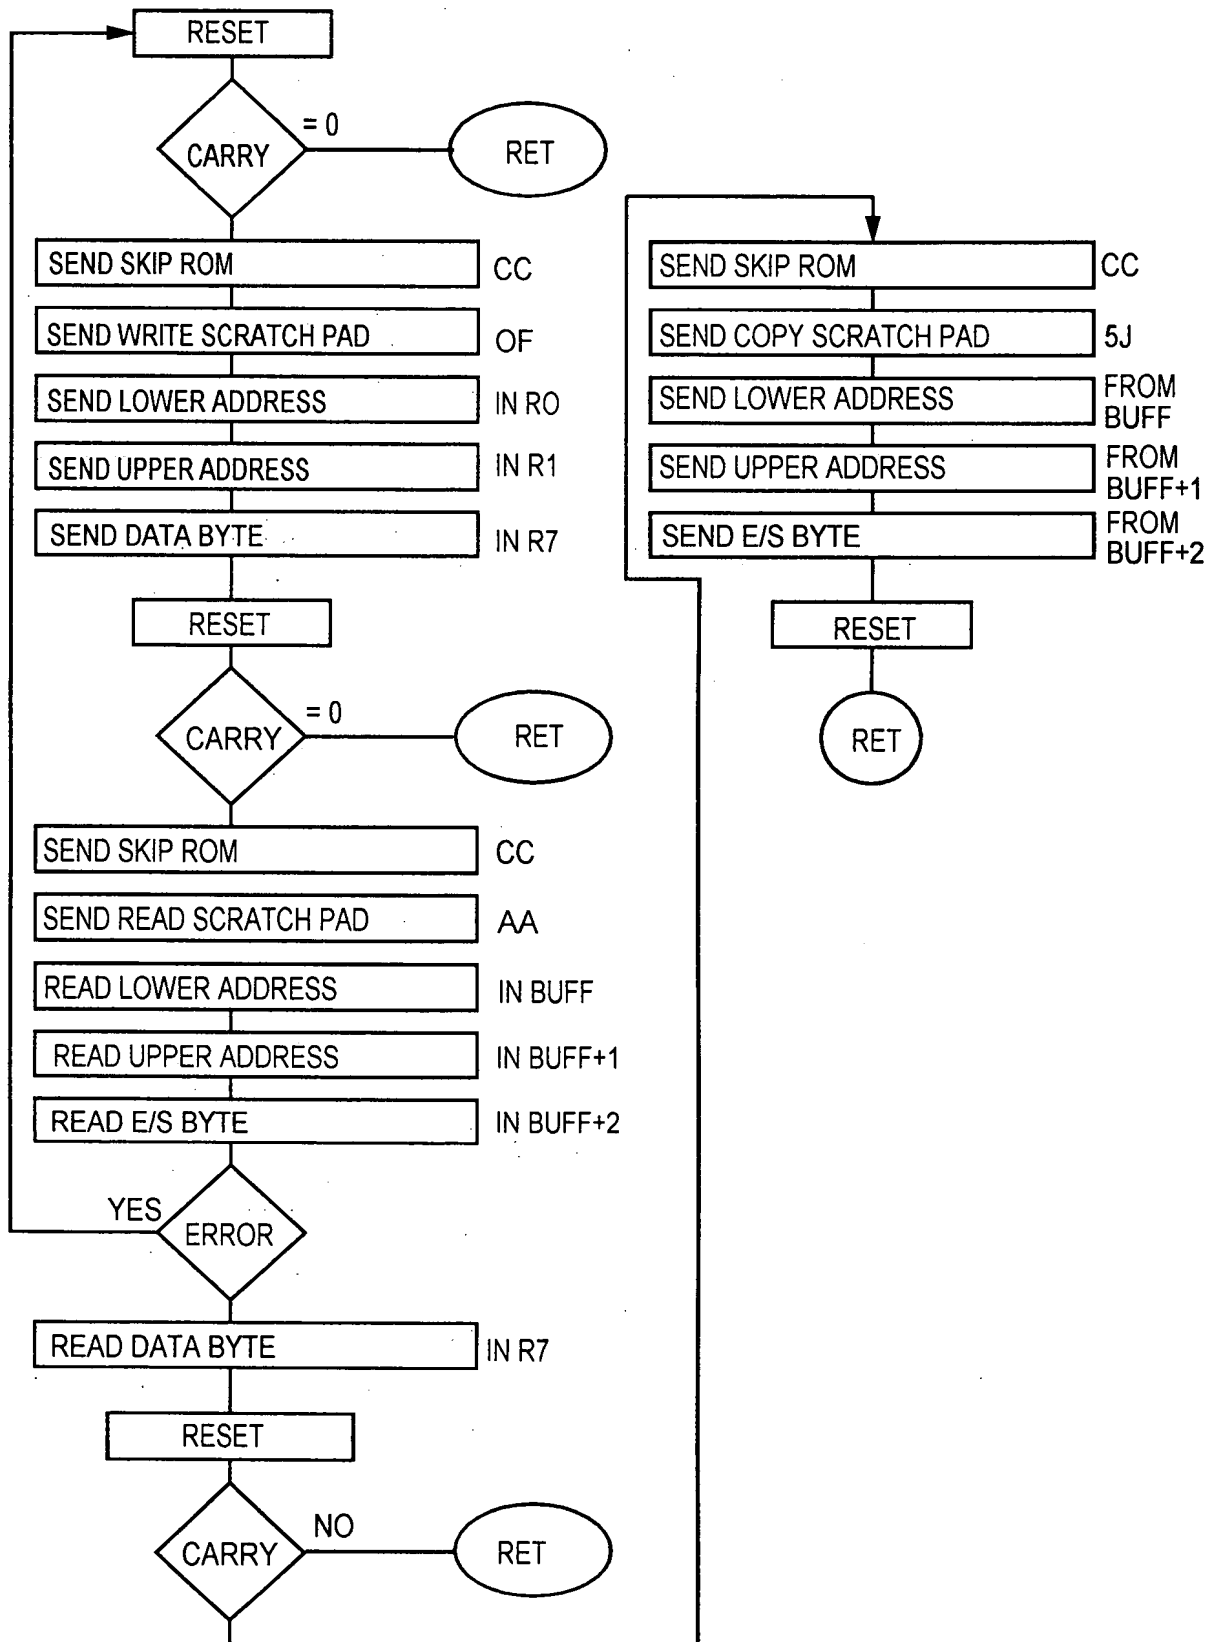 RESET
CARRY
= 0
RET
SEND SKIP ROM
CC
SEND WRITE SCRATCH PAD
OF
SEND LOWER ADDRESS
IN RO
SEND UPPER ADDRESS
IN R1
SEND DATA BYTE
IN R7
RESET
CARRY
= 0
RET
SEND SKIP ROM
CC
SEND READ SCRATCH PAD
AA
READ LOWER ADDRESS
IN BUFF
READ UPPER ADDRESS
IN BUFF+1
READ E/S BYTE
IN BUFF+2
YES
ERROR
READ DATA BYTE
IN R7
RESET
CARRY
NO
RET
SEND SKIP ROM
CC
SEND COPY SCRATCH PAD
5J
SEND LOWER ADDRESS
FROM
BUFF
SEND UPPER ADDRESS
FROM
BUFF+1
SEND E/S BYTE
FROM
BUFF+2
RESET
RET